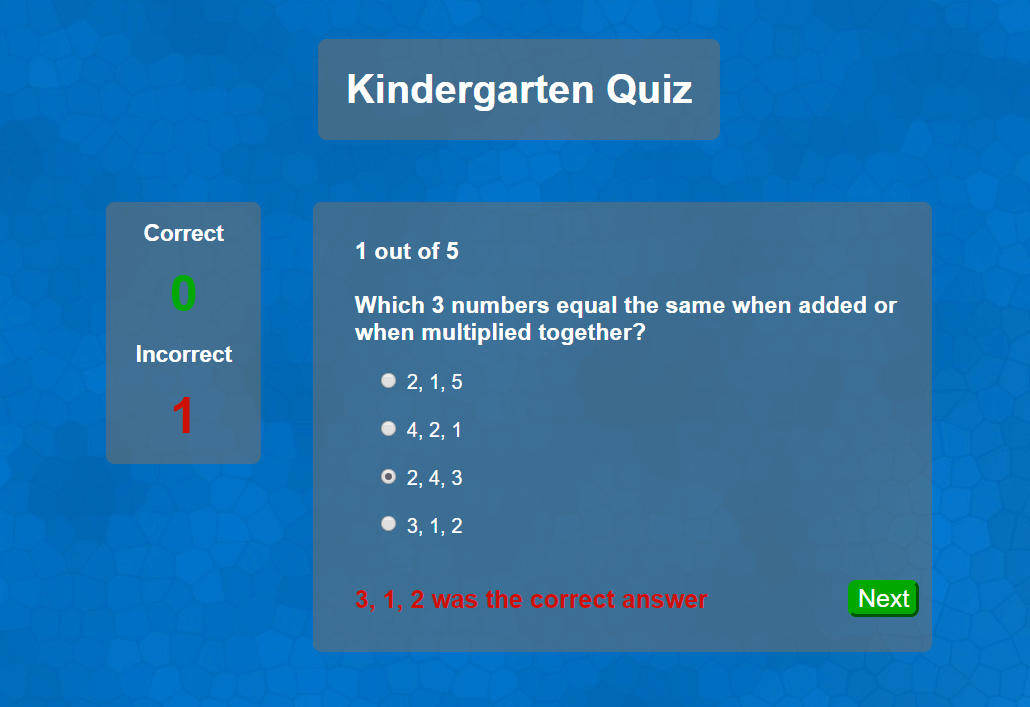 Kindergarten Quiz
Correct
0
Incorrect
1
1 out of 5
Which 3 numbers equal the same when added or
when multiplied together?
2, 1, 5
4, 2, 1
2, 4, 3
3, 1, 2
3, 1, 2 was the correct answer
Next